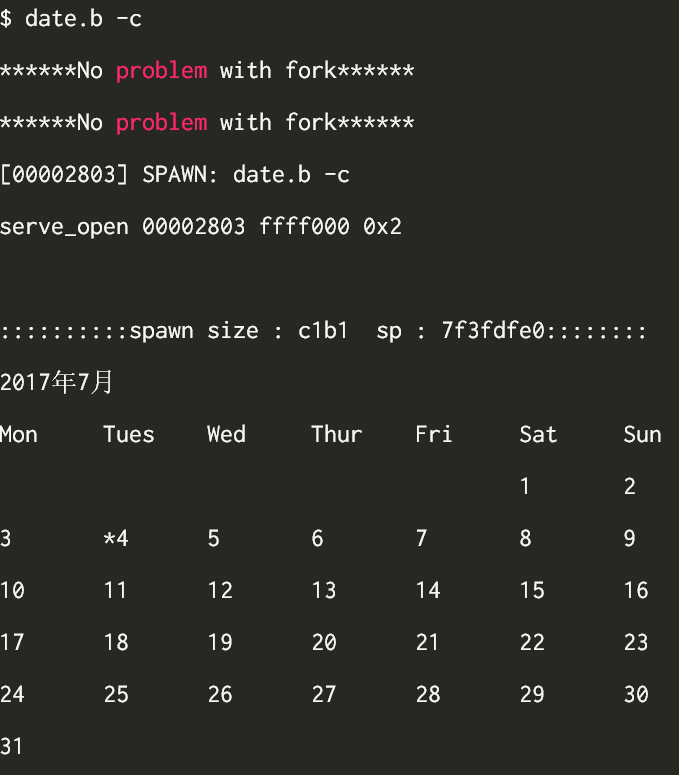 $ date.b -c
******No problem with fork******
******No problem with fork******
[00002803] SPAWN: date.b -c
serve_open 00002803 ffff000 0x2
::::::::::spawn size : c1b1  sp : 7f3fdfe0::::::::
2017年7月
Mon Tues Wed Thur Fri Sat Sun
1 2
3 *4 5 6 7 8 9
10 11 12 13 14 15 16
17 18 19 20 21 22 23
24 25 26 27 28 29 30
31